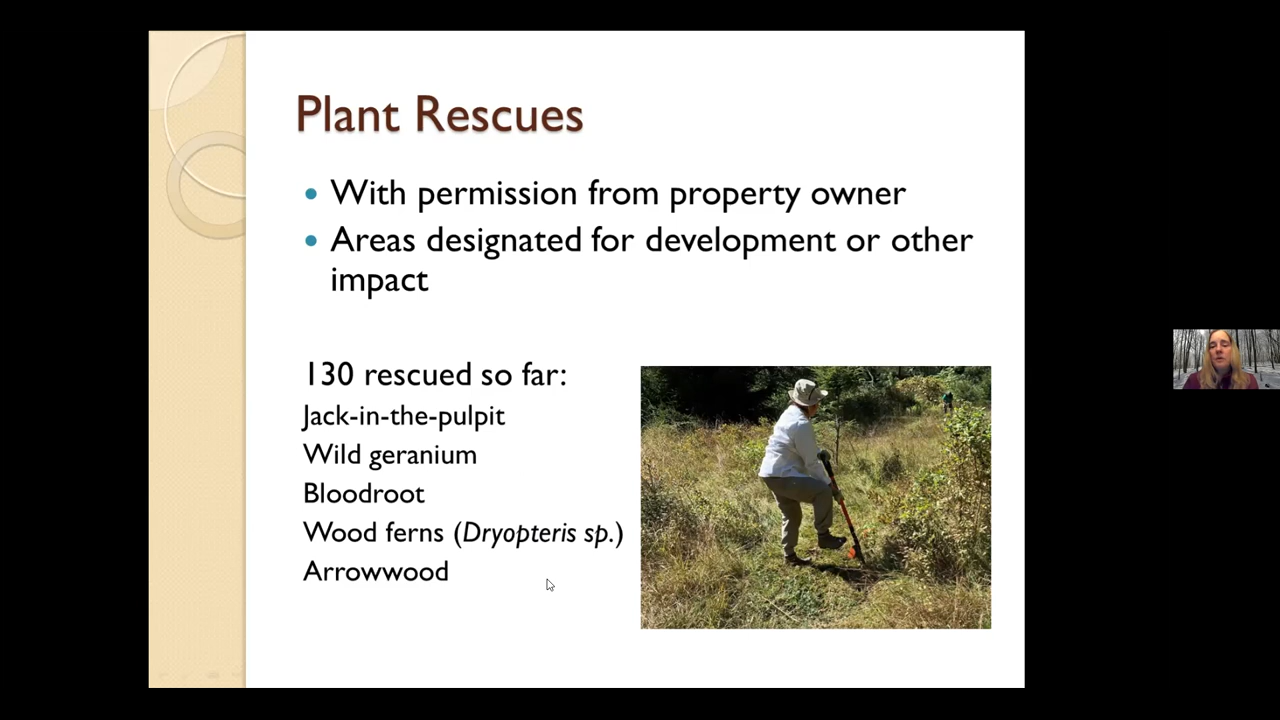 Plant Rescues
• With permission from property owner
• Areas designated for development or other
impact
130 rescued so far:
Jack-in-the-pulpit
Wild geranium
Bloodroot
Wood ferns (Dryopteris sp.)
Arrowwood